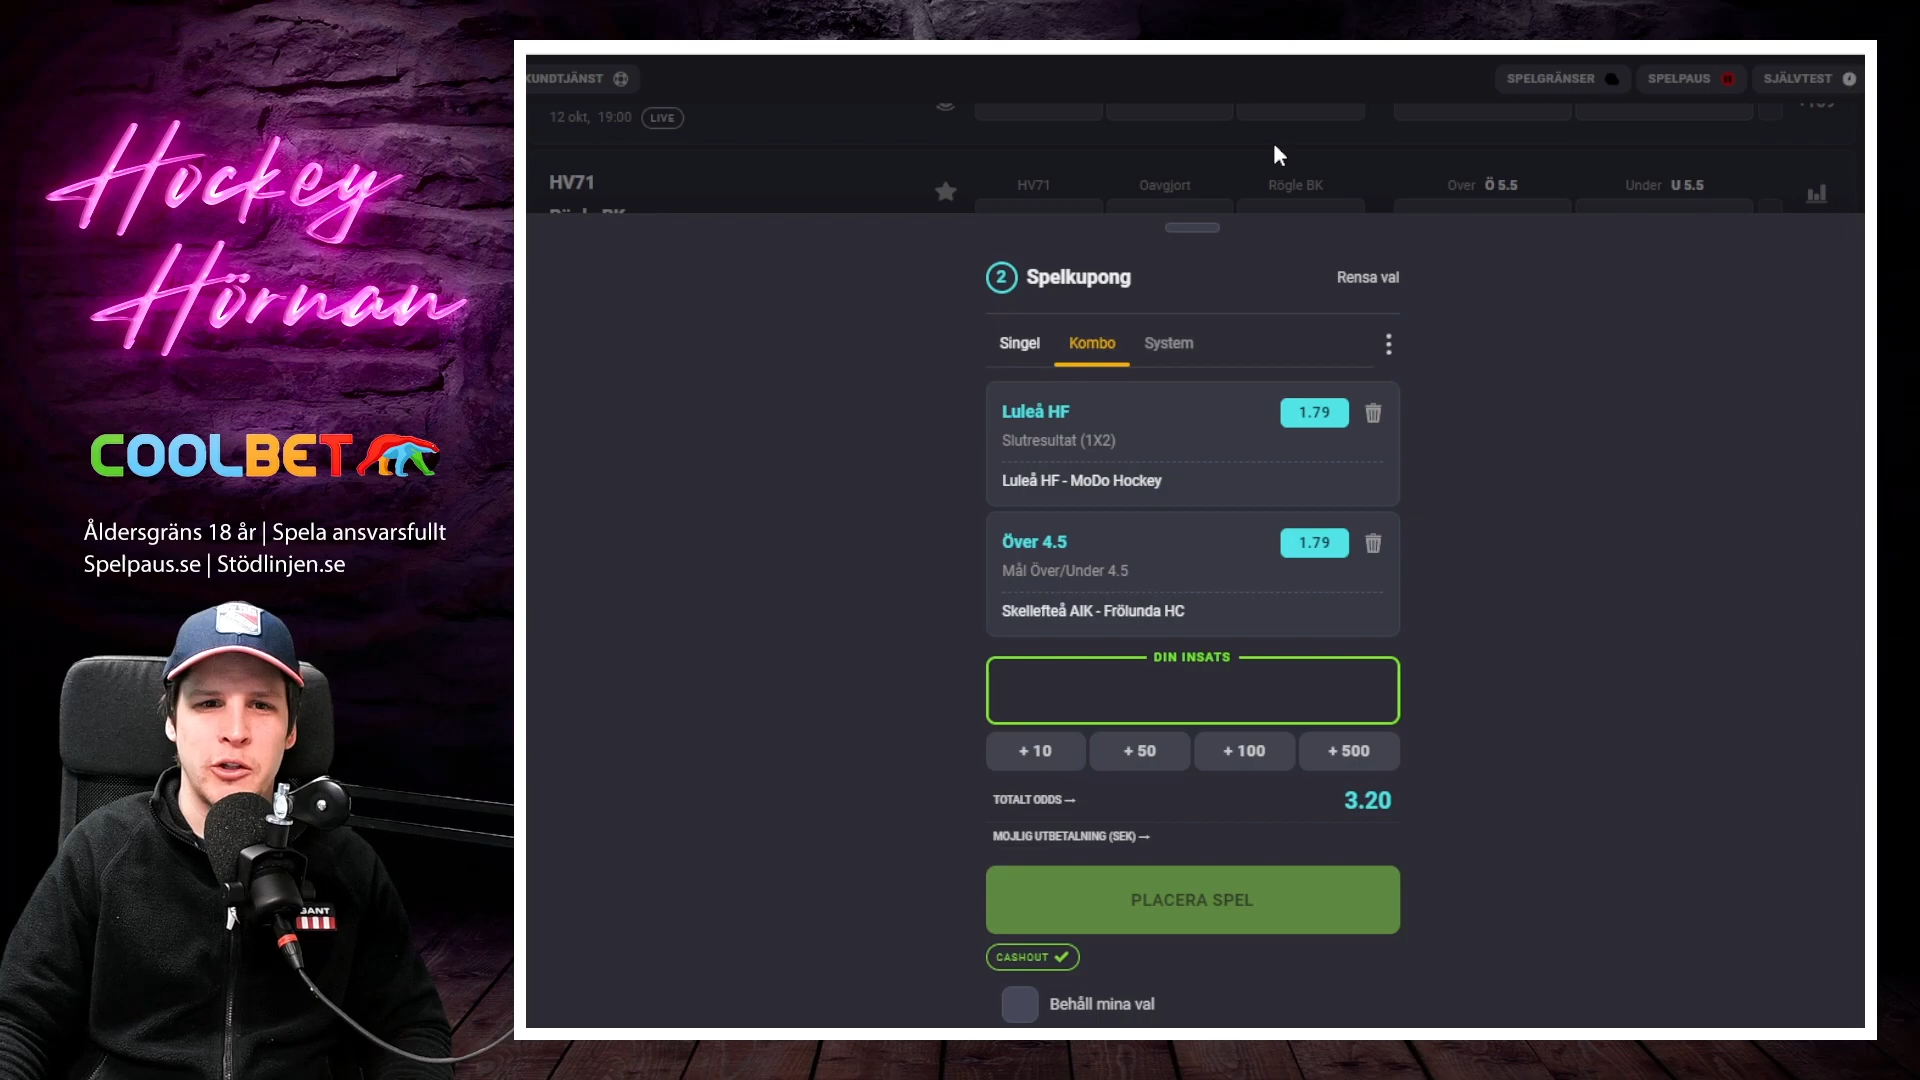 Hockey
Hörnan
COOLBET
Åldersgräns 18 år | Spela ansvarsfullt
Spelpaus.se | Stödlinjen.se
GANT
KUNDTJÄNST
SPELGRÄNSER
SPELPAUS
SJÄLVTEST
12 okt, 19:00 LIVE
HV71
HV71 Oavgjort Rögle BK Over Ö 5.5 Under U 5.5
Rögle BK
2 Spelkupong Rensa val
Singel Kombo System
Luleå HF 1.79
Slutresultat (1X2)
Luleå HF - MoDo Hockey
Över 4.5 1.79
Mål Över/Under 4.5
Skellefteå AIK - Frölunda HC
DIN INSATS
+ 10 + 50 + 100 + 500
TOTALT ODDS → 3.20
MÖJLIG UTBETALNING (SEK) →
PLACERA SPEL
CASHOUT
Behåll mina val